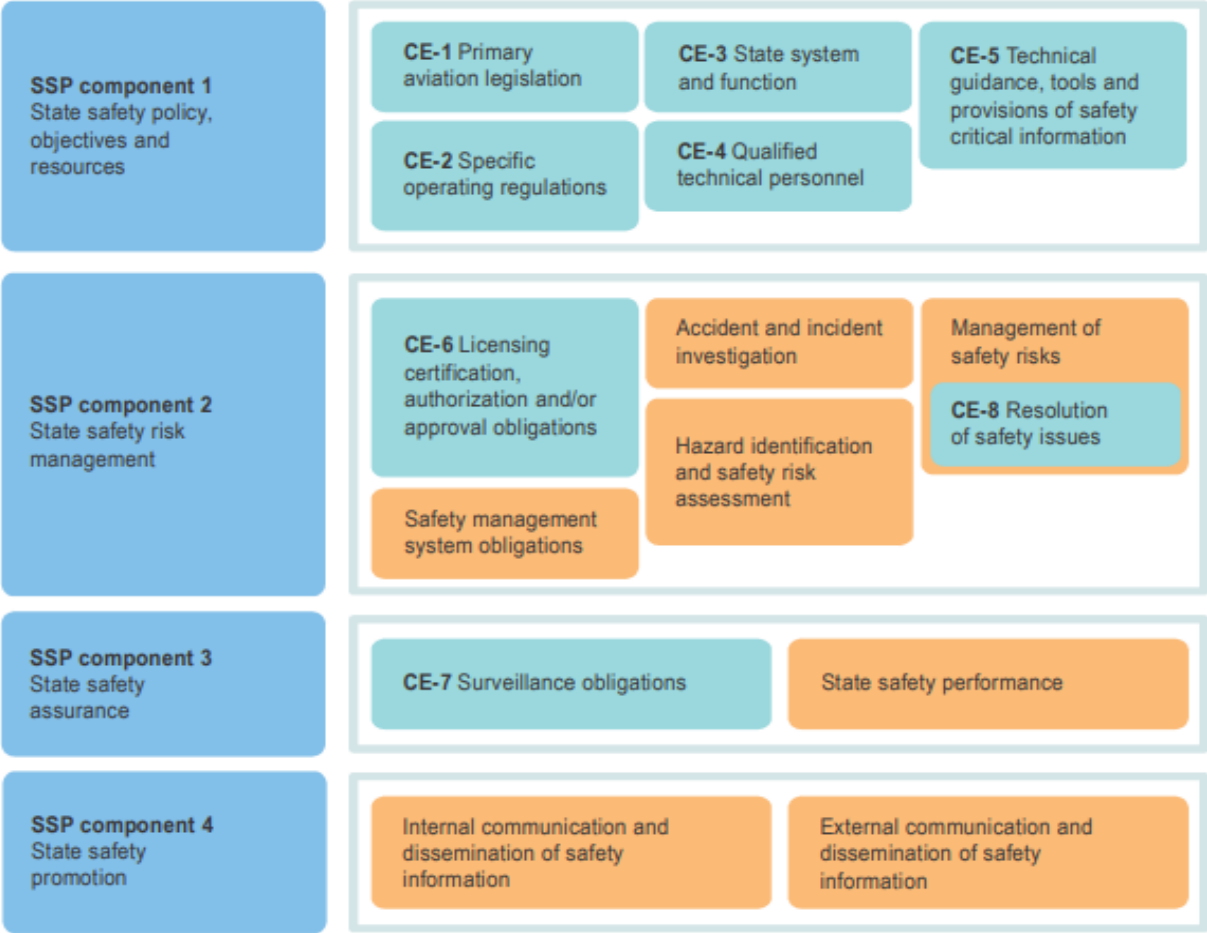 SSP component 1
State safety policy,
objectives and
resources
CE-1 Primary
aviation legislation
CE-2 Specific
operating regulations
CE-3 State system
and function
CE-4 Qualified
technical personnel
CE-5 Technical
guidance, tools and
provisions of safety
critical information
SSP component 2
State safety risk
management
CE-6 Licensing
certification,
authorization and/or
approval obligations
Safety management
system obligations
Accident and incident
investigation
Hazard identification
and safety risk
assessment
Management of
safety risks
CE-8 Resolution
of safety issues
SSP component 3
State safety
assurance
CE-7 Surveillance obligations
State safety performance
SSP component 4
State safety
promotion
Internal communication and
dissemination of safety
information
External communication and
dissemination of safety
information